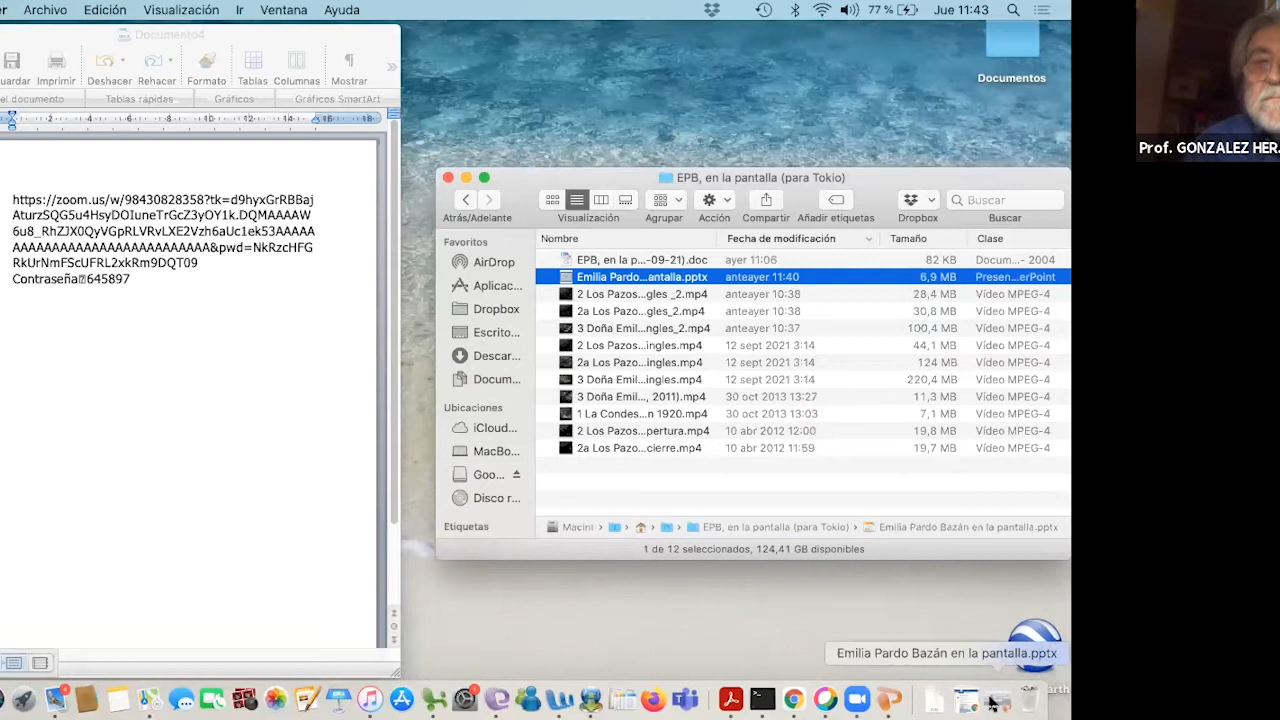 er Archivo Edición Visualización Ir Ventana Ayuda 77 % Jue 11:43
Documento4
uardar Imprimir Deshacer Rehacer Formato Tablas Columnas Mostrar
el documento Tablas rápidas Gráficos Gráficos SmartArt
2 4 6 8 10 12 14 16 18
https://zoom.us/w/98430828358?tk=d9hyxGrRBBaj
AturzSQG5u4HsyDOIuneTrGcZ3yOY1k.DQMAAAAW
6u8_RhZJX0QyVGpRLVRvLXE2Vzh6aUc1ek53AAAAA
AAAAAAAAAAAAAAAAAAAAAAAAA&pwd=NkRzcHFG
RkUrNmFScUFRL2xkRm9DQT09
Contraseña 645897
Documentos
EPB, en la pantalla (para Tokio)
Atrás/Adelante Visualización Agrupar Acción Compartir Añadir etiquetas Dropbox Buscar
Buscar
Favoritos
AirDrop
Aplicac...
Dropbox
Escrito...
Descar...
Docum...
Ubicaciones
iCloud...
MacBo...
Goo...
Disco r...
Etiquetas
Nombre Fecha de modificación Tamaño Clase
EPB, en la p...-09-21).doc ayer 11:06 82 KB Docum...- 2004
Emilia Pardo...antalla.pptx anteayer 11:40 6,9 MB Presen...erPoint
2 Los Pazos...gles _2.mp4 anteayer 10:38 28,4 MB Vídeo MPEG-4
2a Los Pazo...gles_2.mp4 anteayer 10:38 30,8 MB Vídeo MPEG-4
3 Doña Emil...ngles_2.mp4 anteayer 10:37 100,4 MB Vídeo MPEG-4
2 Los Pazos...ingles.mp4 12 sept 2021 3:14 44,1 MB Vídeo MPEG-4
2a Los Pazo...ingles.mp4 12 sept 2021 3:14 124 MB Vídeo MPEG-4
3 Doña Emil...ingles.mp4 12 sept 2021 3:14 220,4 MB Vídeo MPEG-4
3 Doña Emil..., 2011).mp4 30 oct 2013 13:27 11,3 MB Vídeo MPEG-4
1 La Condes...n 1920.mp4 30 oct 2013 13:03 7,1 MB Vídeo MPEG-4
2 Los Pazos...pertura.mp4 10 abr 2012 12:00 19,8 MB Vídeo MPEG-4
2a Los Pazo...cierre.mp4 10 abr 2012 11:59 19,7 MB Vídeo MPEG-4
Macint EPB, en la pantalla (para Tokio) Emilia Pardo Bazán en la pantalla.pptx
1 de 12 seleccionados, 124,41 GB disponibles
Emilia Pardo Bazán en la pantalla.pptx
arth
Prof. GONZALEZ HER...